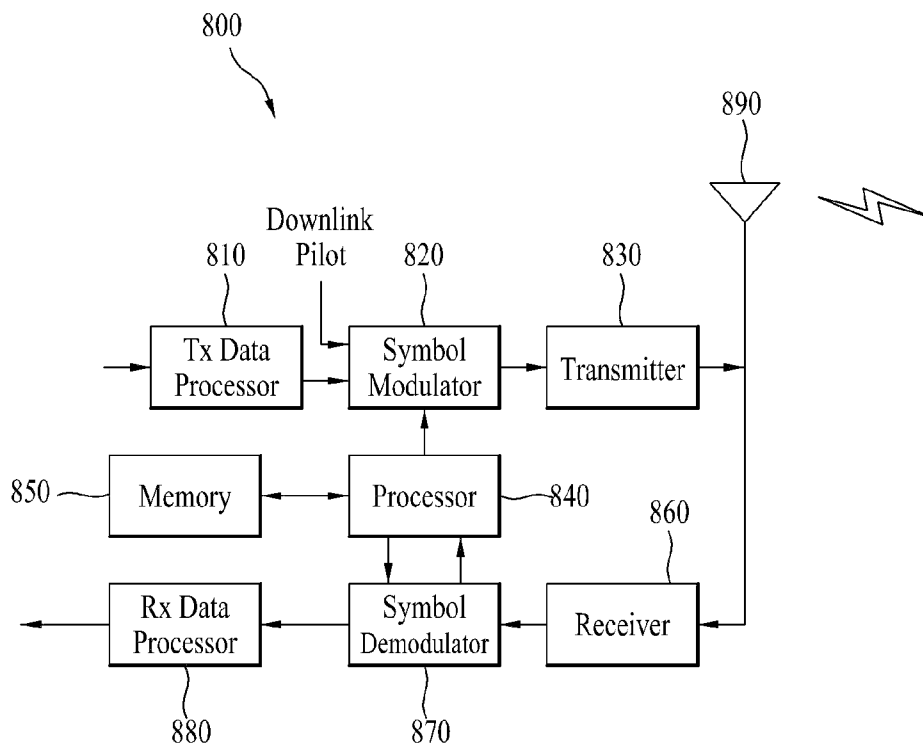 800
890
Downlink
Pilot
810
820
830
Tx Data
Processor
Symbol
Modulator
Transmitter
850
Memory
Processor
840
860
Rx Data
Processor
Symbol
Demodulator
Receiver
880
870